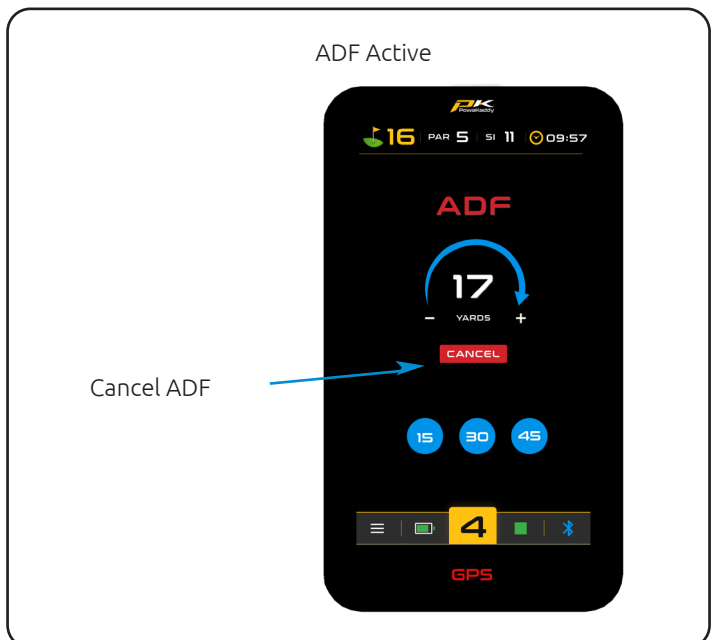 ADF Active
PK
PowaKaddy
16 PAR 5 SI 11 09:57
ADF
17
- YARDS +
CANCEL
Cancel ADF
15 30 45
4
GPS